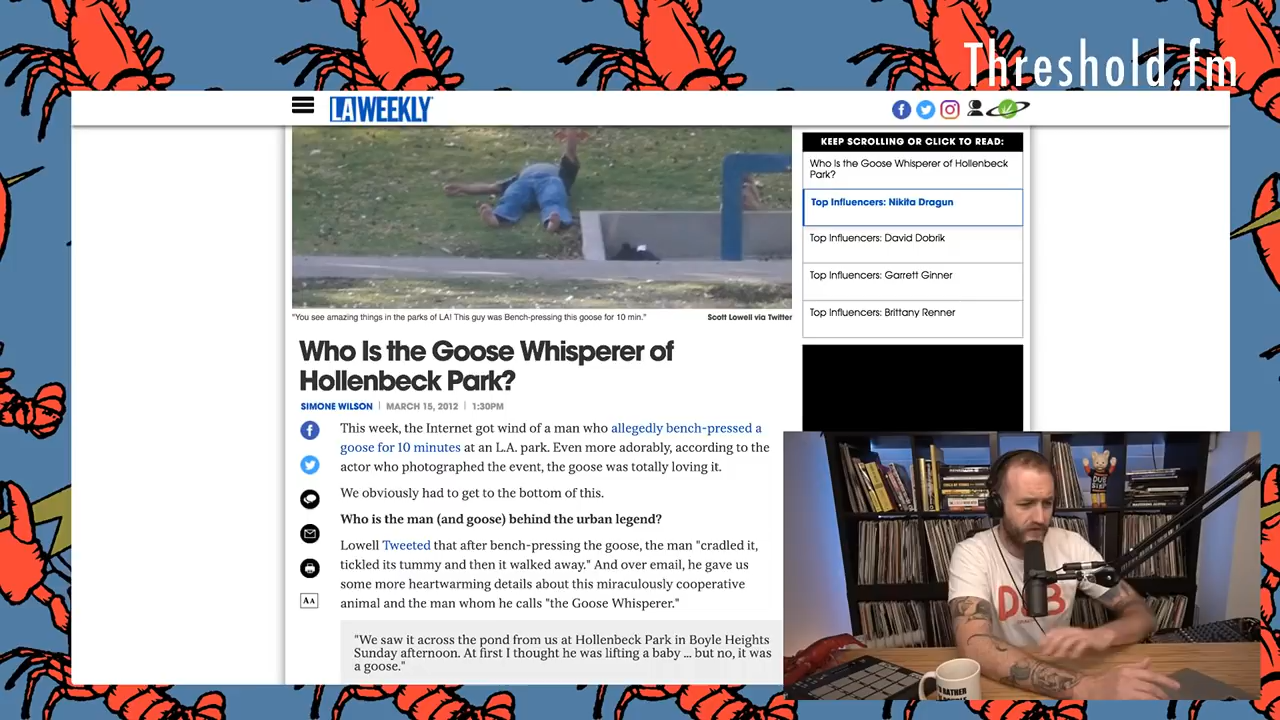 Threshold.fm
LA WEEKLY
"You see amazing things in the parks of LA! This guy was Bench-pressing this goose for 10 min."
Scott Lowell via Twitter
Who Is the Goose Whisperer of
Hollenbeck Park?
SIMONE WILSON | MARCH 15, 2012 | 1:30PM
This week, the Internet got wind of a man who allegedly bench-pressed a
goose for 10 minutes at an L.A. park. Even more adorably, according to the
actor who photographed the event, the goose was totally loving it.
We obviously had to get to the bottom of this.
Who is the man (and goose) behind the urban legend?
Lowell Tweeted that after bench-pressing the goose, the man "cradled it,
tickled its tummy and then it walked away." And over email, he gave us
some more heartwarming details about this miraculously cooperative
animal and the man whom he calls "the Goose Whisperer."
"We saw it across the pond from us at Hollenbeck Park in Boyle Heights
Sunday afternoon. At first I thought he was lifting a baby ... but no, it was
a goose."
AA
KEEP SCROLLING OR CLICK TO READ:
Who Is the Goose Whisperer of Hollenbeck
Park?
Top Influencers: Nikita Dragun
Top Influencers: David Dobrik
Top Influencers: Garrett Ginner
Top Influencers: Brittany Renner
DUB
DUB
RATHER